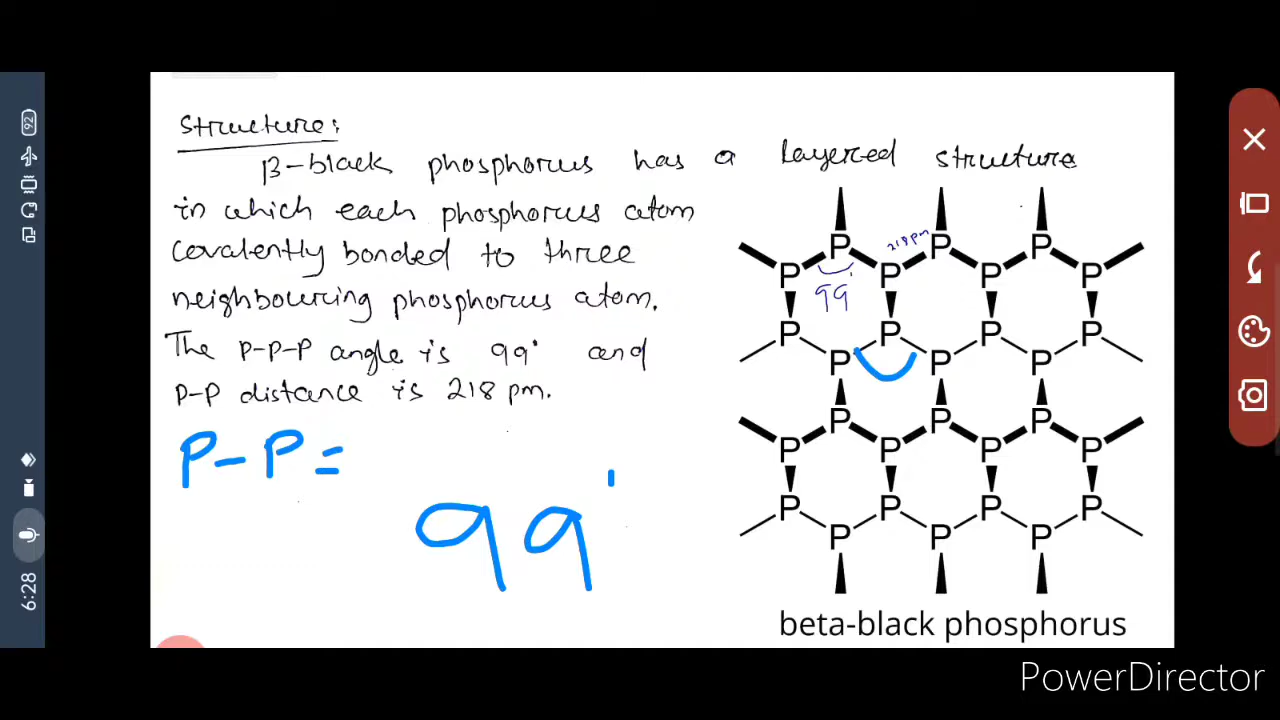 structure:
β-black phosphorus has a layered structure
in which each phosphorus atom
covalently bonded to three
neighbouring phosphorus atom.
The P-P-P angle is 99° and
P-P distance is 218 pm.
P-P=
99°
218 pm
P P P
P P P P
99°
P P P P
P P P
P P P
P P P P
P P P P
P P P
beta-black phosphorus
92
6:28
PowerDirector